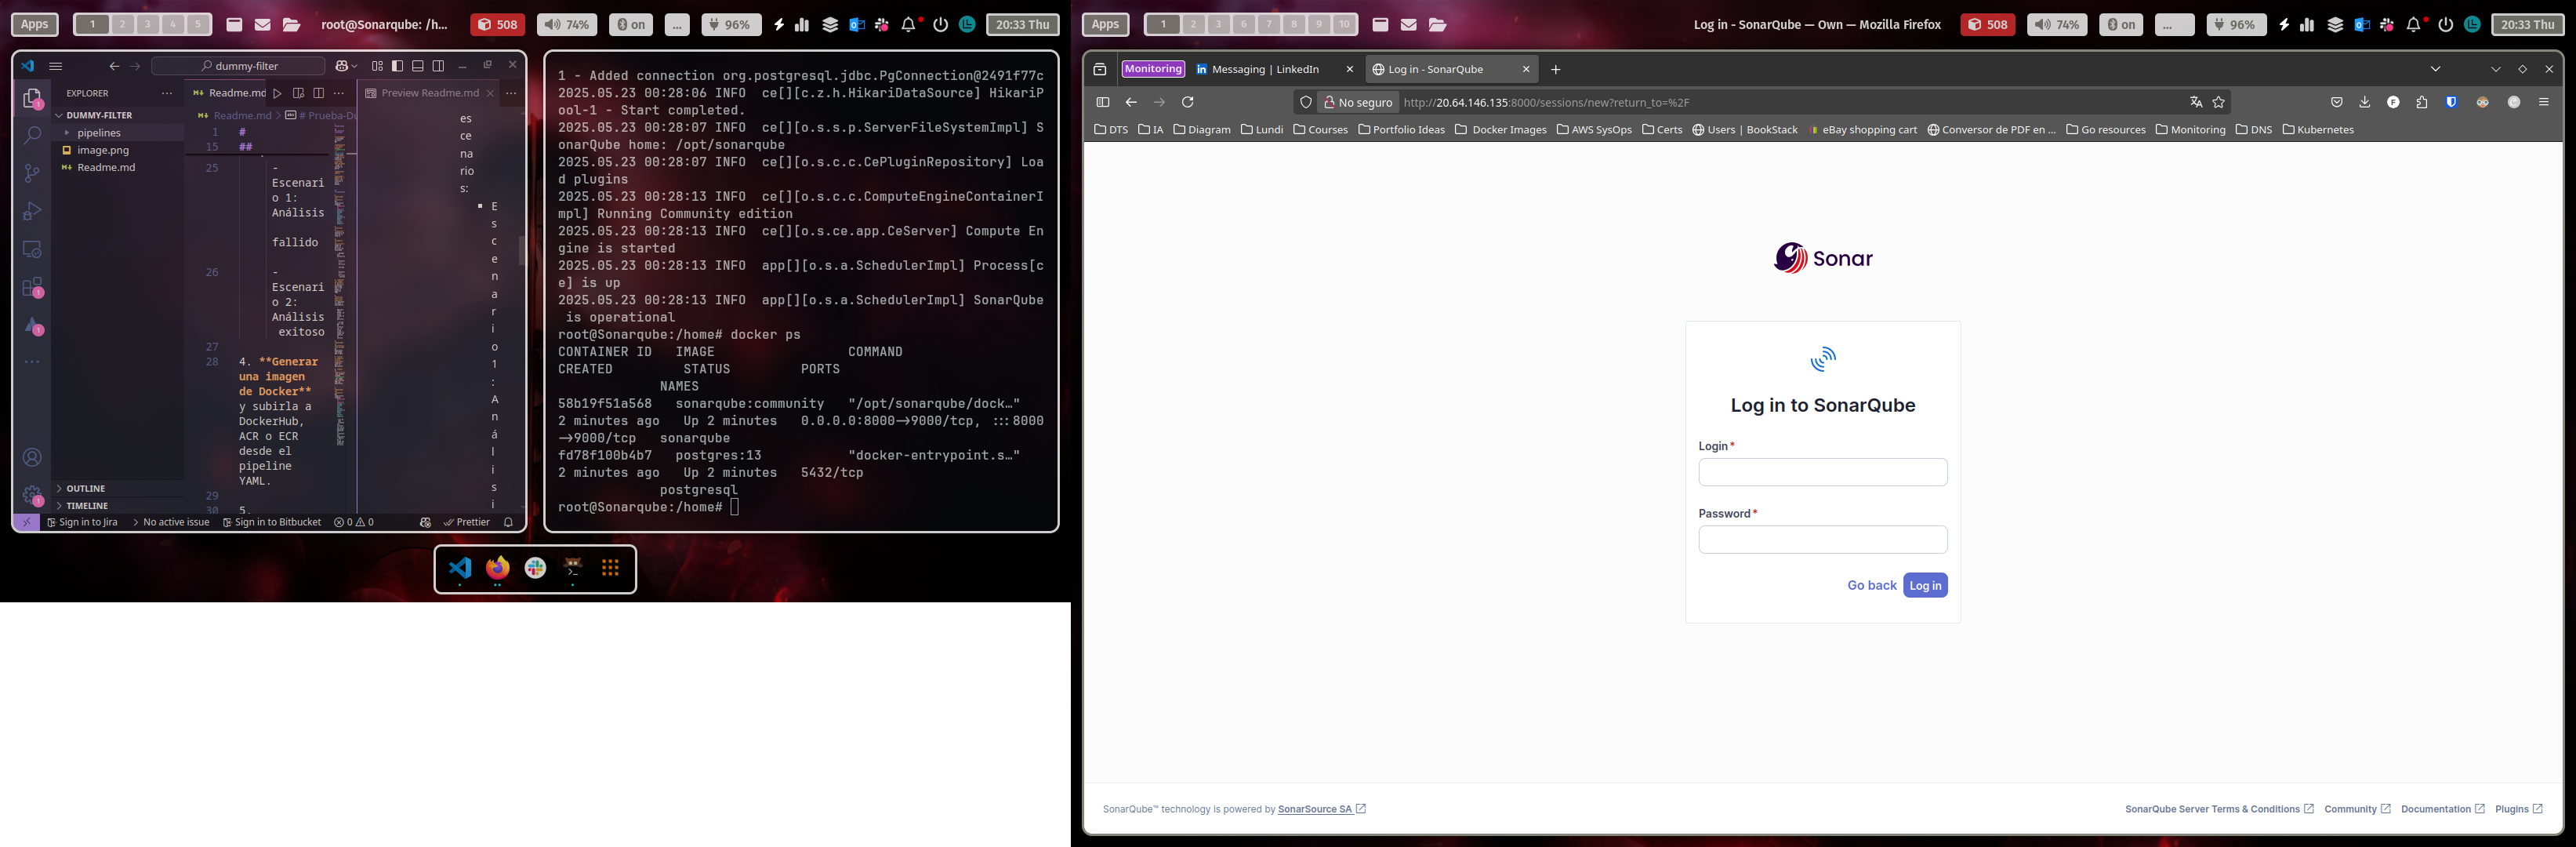 Apps
1 2 3 4 5
root@Sonarqube: /h...
508
74%
on
...
96%
20:33 Thu
dummy-filter
EXPLORER
DUMMY-FILTER
pipelines
image.png
Readme.md
OUTLINE
TIMELINE
Readme.md
Readme.md > # Prueba-Du
1 #
15 ##
25 -
Escenari
o 1:
Análisis
fallido
26 -
Escenari
o 2:
Análisis
exitoso
27
28 4. **Generar
una imagen
de Docker**
y subirla a
DockerHub,
ACR o ECR
desde el
pipeline
YAML.
29
30 5.
Preview Readme.md
es
ce
na
rio
s:
E
s
c
e
n
a
r
i
o
1
:
A
n
á
l
i
s
i
Sign in to Jira
No active issue
Sign in to Bitbucket
0 0
Prettier
1 - Added connection org.postgresql.jdbc.PgConnection@2491f77c
2025.05.23 00:28:06 INFO  ce[][c.z.h.HikariDataSource] HikariP
ool-1 - Start completed.
2025.05.23 00:28:07 INFO  ce[][o.s.s.p.ServerFileSystemImpl] S
onarQube home: /opt/sonarqube
2025.05.23 00:28:07 INFO  ce[][o.s.c.c.CePluginRepository] Loa
d plugins
2025.05.23 00:28:13 INFO  ce[][o.s.c.c.ComputeEngineContainerI
mpl] Running Community edition
2025.05.23 00:28:13 INFO  ce[][o.s.ce.app.CeServer] Compute En
gine is started
2025.05.23 00:28:13 INFO  app[][o.s.a.SchedulerImpl] Process[c
e] is up
2025.05.23 00:28:13 INFO  app[][o.s.a.SchedulerImpl] SonarQube
is operational
root@Sonarqube:/home# docker ps
CONTAINER ID   IMAGE   COMMAND
CREATED   STATUS   PORTS
NAMES
58b19f51a568   sonarqube:community   "/opt/sonarqube/dock…"
2 minutes ago   Up 2 minutes   0.0.0.0:8000->9000/tcp, :::8000
->9000/tcp   sonarqube
fd78f100b4b7   postgres:13   "docker-entrypoint.s…"
2 minutes ago   Up 2 minutes   5432/tcp
postgresql
root@Sonarqube:/home#
Apps
1 2 3 6 7 8 9 10
Log in - SonarQube — Own — Mozilla Firefox
508
74%
on
...
96%
20:33 Thu
Monitoring
Messaging | LinkedIn
Log in - SonarQube
No seguro
http://20.64.146.135:8000/sessions/new?return_to=%2F
DTS
IA
Diagram
Lundi
Courses
Portfolio Ideas
Docker Images
AWS SysOps
Certs
Users | BookStack
eBay shopping cart
Conversor de PDF en ...
Go resources
Monitoring
DNS
Kubernetes
Sonar
Log in to SonarQube
Login *
Password *
Go back
Log in
SonarQube™ technology is powered by SonarSource SA
SonarQube Server Terms & Conditions
Community
Documentation
Plugins